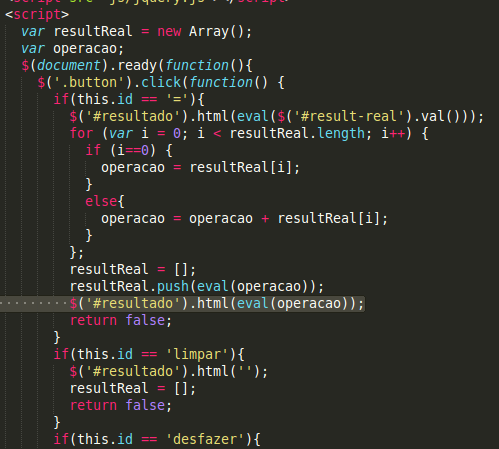 <script src="js/jquery.js"></script>
<script>
var resultReal = new Array();
var operacao;
$(document).ready(function(){
$('.button').click(function() {
if(this.id == '='){
$('#resultado').html(eval($('#result-real').val()));
for (var i = 0; i < resultReal.length; i++) {
if (i==0) {
operacao = resultReal[i];
}
else{
operacao = operacao + resultReal[i];
}
};
resultReal = [];
resultReal.push(eval(operacao));
$('#resultado').html(eval(operacao));
return false;
}
if(this.id == 'limpar'){
$('#resultado').html('');
resultReal = [];
return false;
}
if(this.id == 'desfazer'){